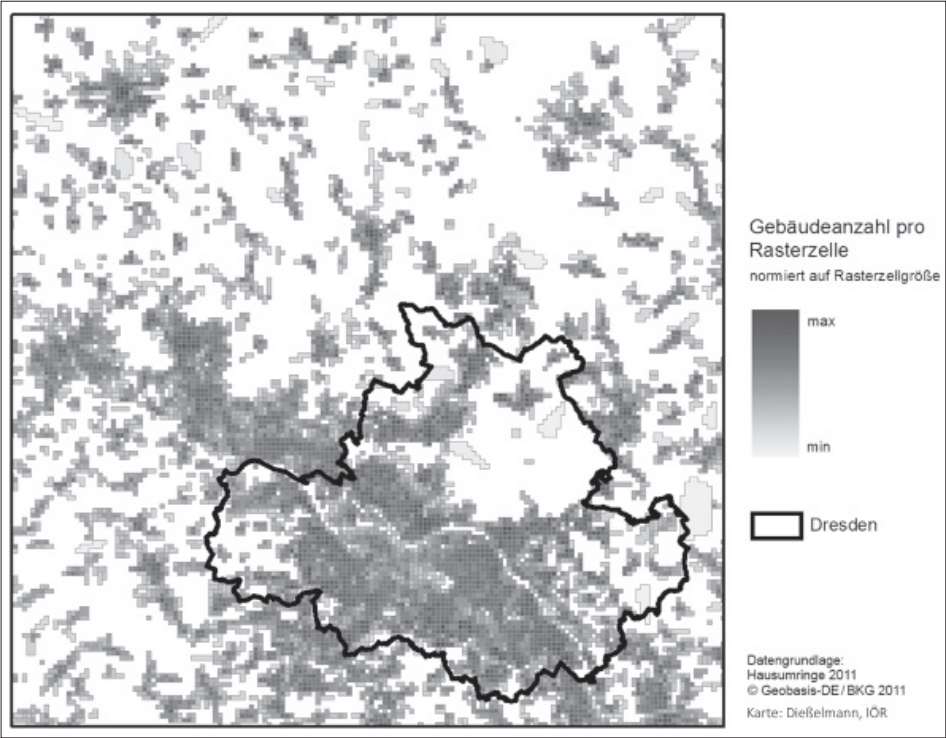 Gebäudeanzahl pro
Rasterzelle
normiert auf Rasterzellgröße
max
min
Dresden
Datengrundlage:
Hausumringe 2011
© Geobasis-DE/BKG 2011
Karte: Dießelmann, IÖR